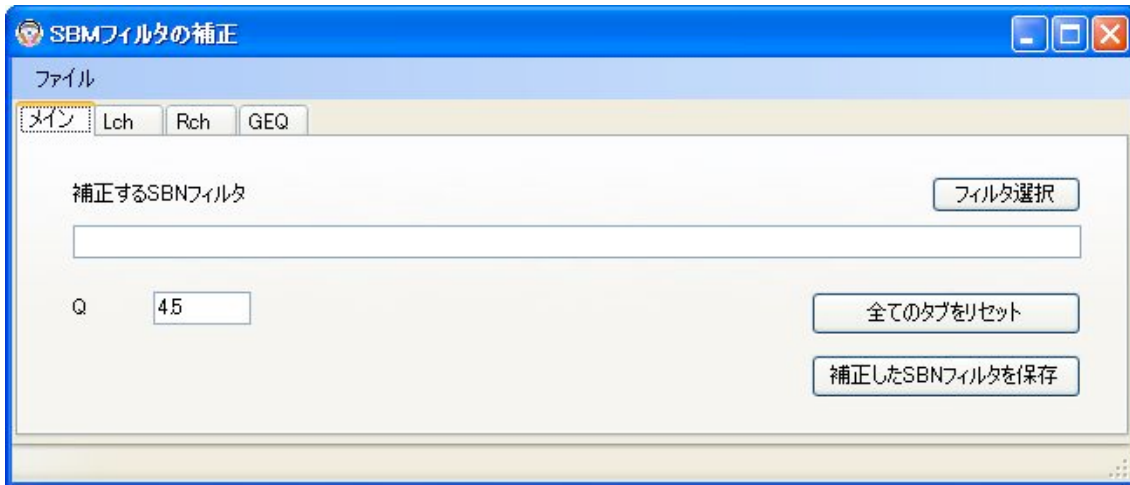 SBMフィルタの補正
ファイル
メイン Lch Rch GEQ
補正するSBNフィルタ フィルタ選択
Q 4.5 全てのタブをリセット
補正したSBNフィルタを保存